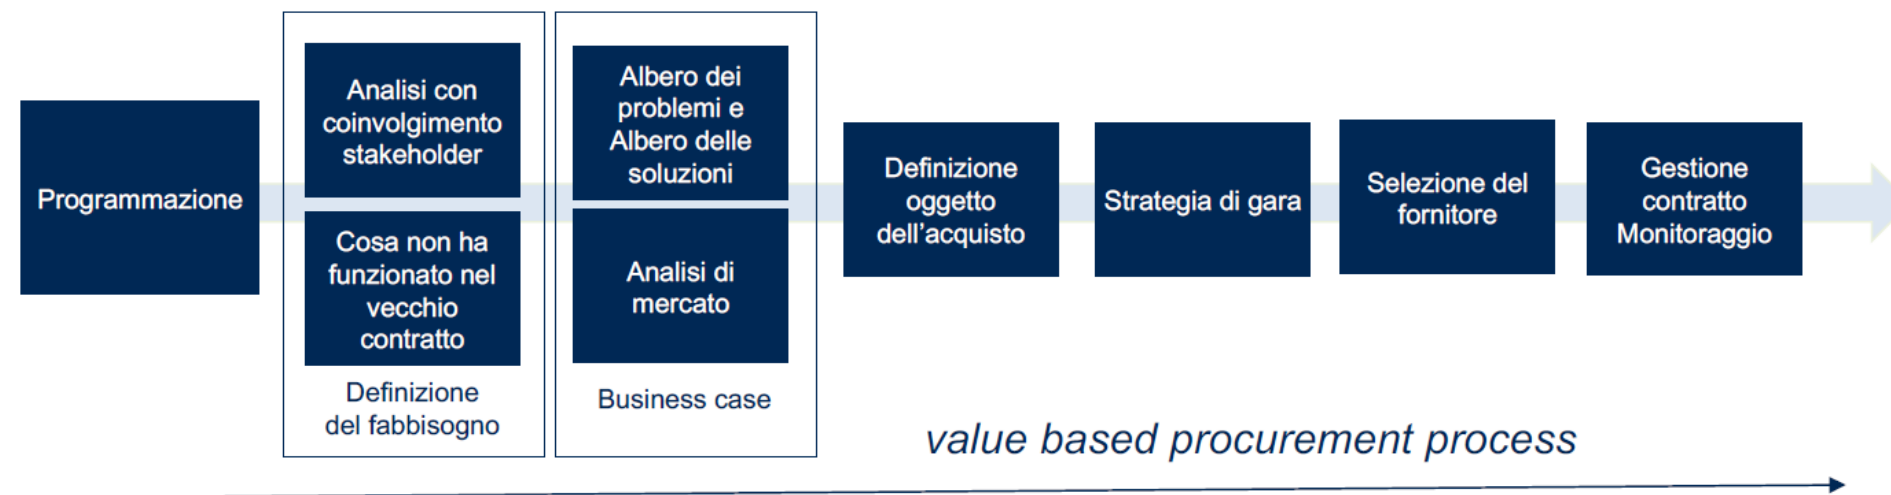 Programmazione
Analisi con
coinvolgimento
stakeholder
Cosa non ha
funzionato nel
vecchio
contratto
Definizione
del fabbisogno
Albero dei
problemi e
Albero delle
soluzioni
Analisi di
mercato
Business case
Definizione
oggetto
dell'acquisto
Strategia di gara
Selezione del
fornitore
Gestione
contratto
Monitoraggio
value based procurement process